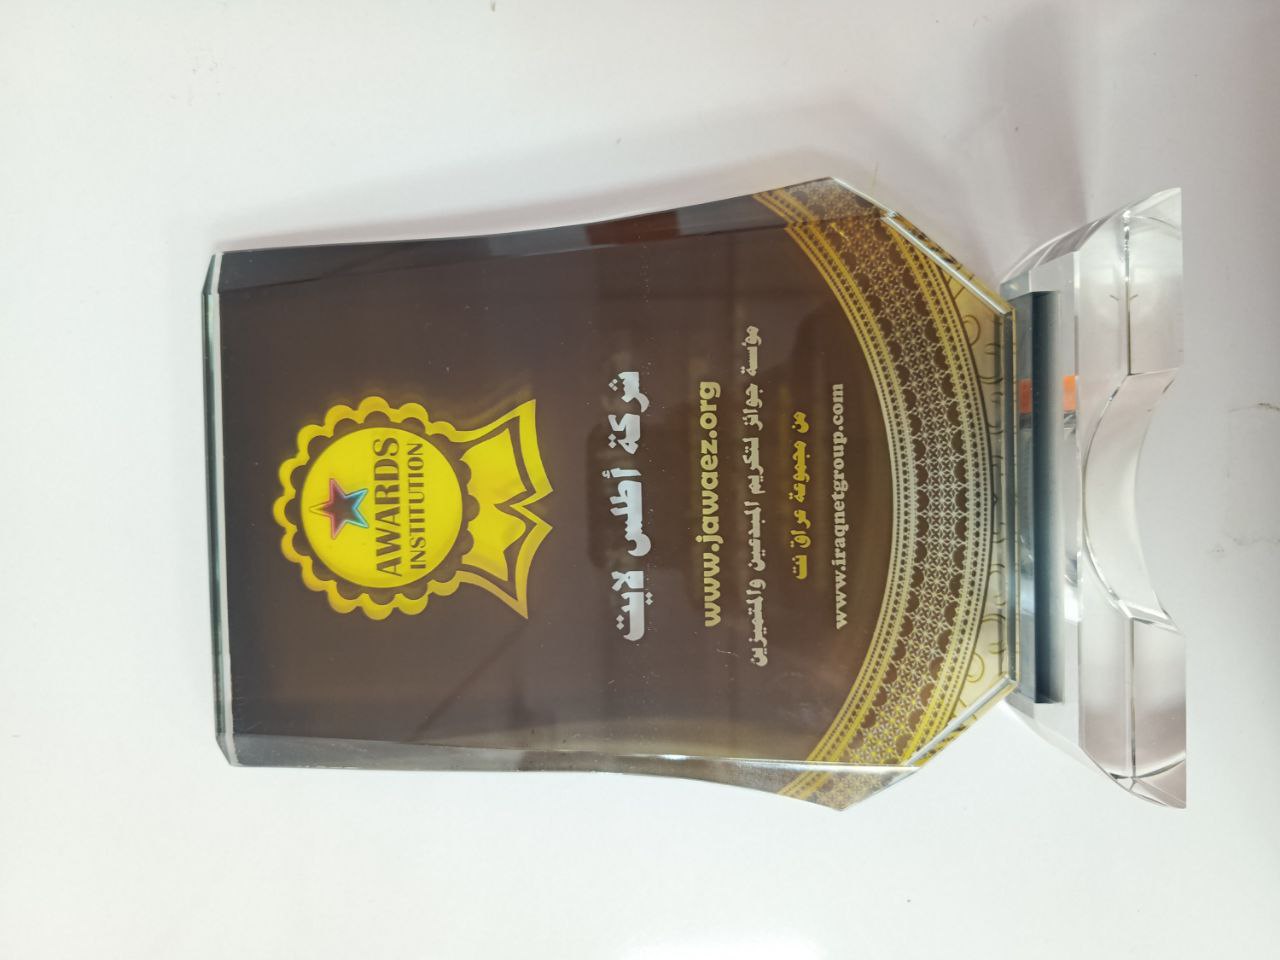 AWARDS
INSTITUTION
شركة أطلس لايت
www.jawaez.org
مؤسسة جوائز لتكريم المبدعين والمتميزين
من مجموعة عراق نت
www.iraqnetgroup.com